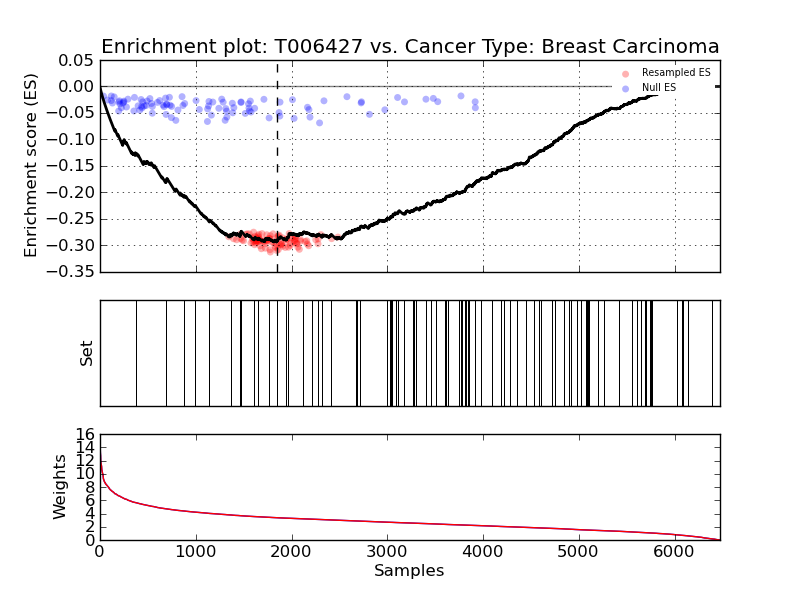 Enrichment plot: T006427 vs. Cancer Type: Breast Carcinoma
0.05
0.00
−0.05
−0.10
−0.15
−0.20
−0.25
−0.30
−0.35
Enrichment score (ES)
Resampled ES
Null ES
Set
16
14
12
10
8
6
4
2
0
Weights
0 1000 2000 3000 4000 5000 6000
Samples